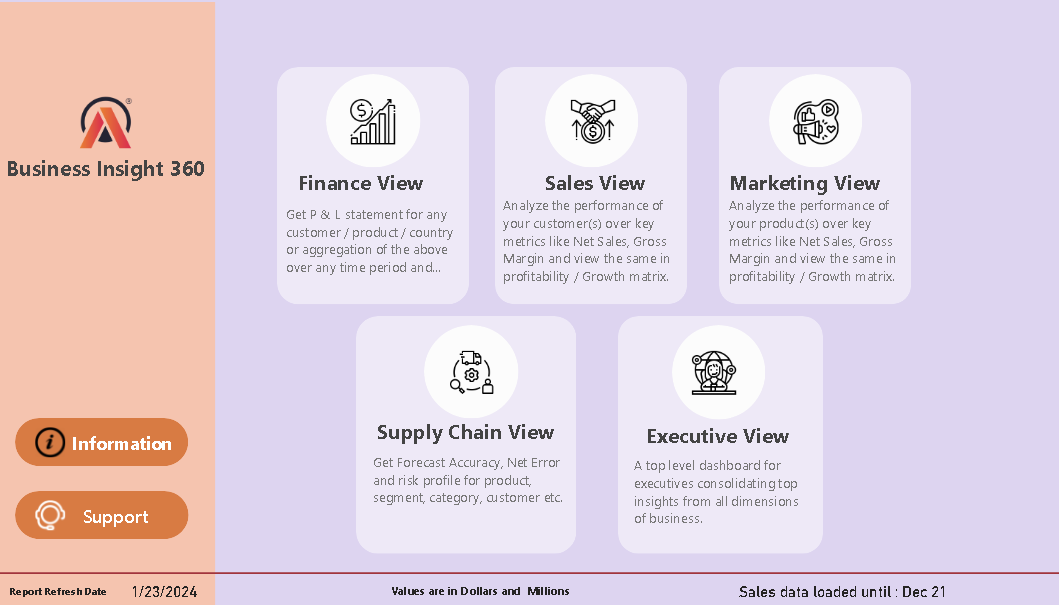 Business Insight 360
Finance View
Get P & L statement for any
customer / product / country
or aggregation of the above
over any time period and...
Sales View
Analyze the performance of
your customer(s) over key
metrics like Net Sales, Gross
Margin and view the same in
profitability / Growth matrix.
Marketing View
Analyze the performance of
your product(s) over key
metrics like Net Sales, Gross
Margin and view the same in
profitability / Growth matrix.
Supply Chain View
Get Forecast Accuracy, Net Error
and risk profile for product,
segment, category, customer etc.
Executive View
A top level dashboard for
executives consolidating top
insights from all dimensions
of business.
Information
Support
Report Refresh Date 1/23/2024
Values are in Dollars and Millions
Sales data loaded until : Dec 21